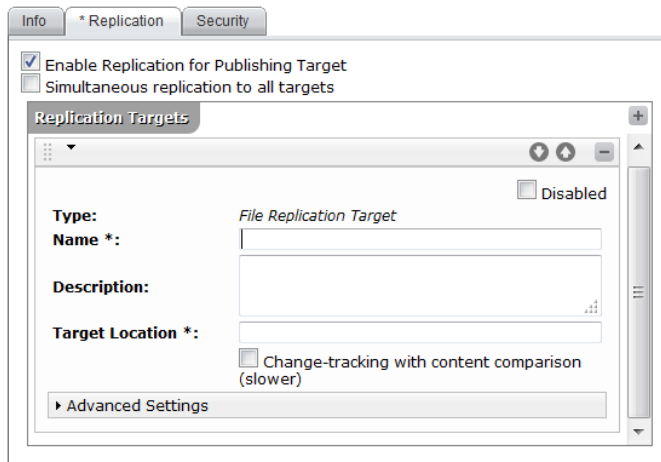 Info * Replication Security
Enable Replication for Publishing Target
Simultaneous replication to all targets
Replication Targets
Disabled
Type: File Replication Target
Name *:
Description:
Target Location *:
Change-tracking with content comparison
(slower)
Advanced Settings